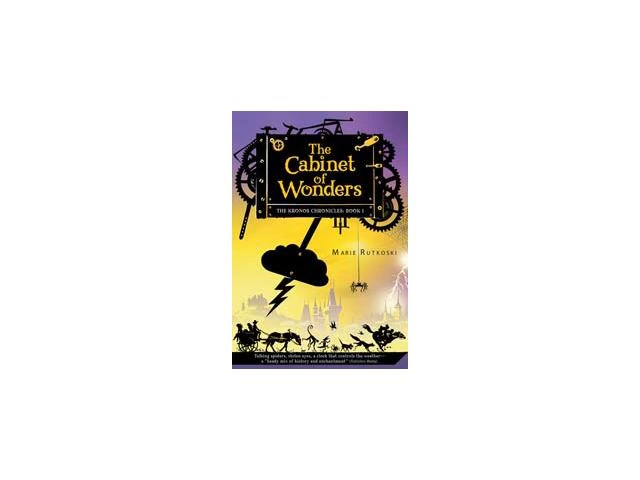 The
Cabinet
of
Wonders
THE KRONOS CHRONICLES: BOOK I
MARIE RUTKOSKI
Talking spiders, stolen eyes, a clock that controls the weather—
a "heady mix of history and enchantment"